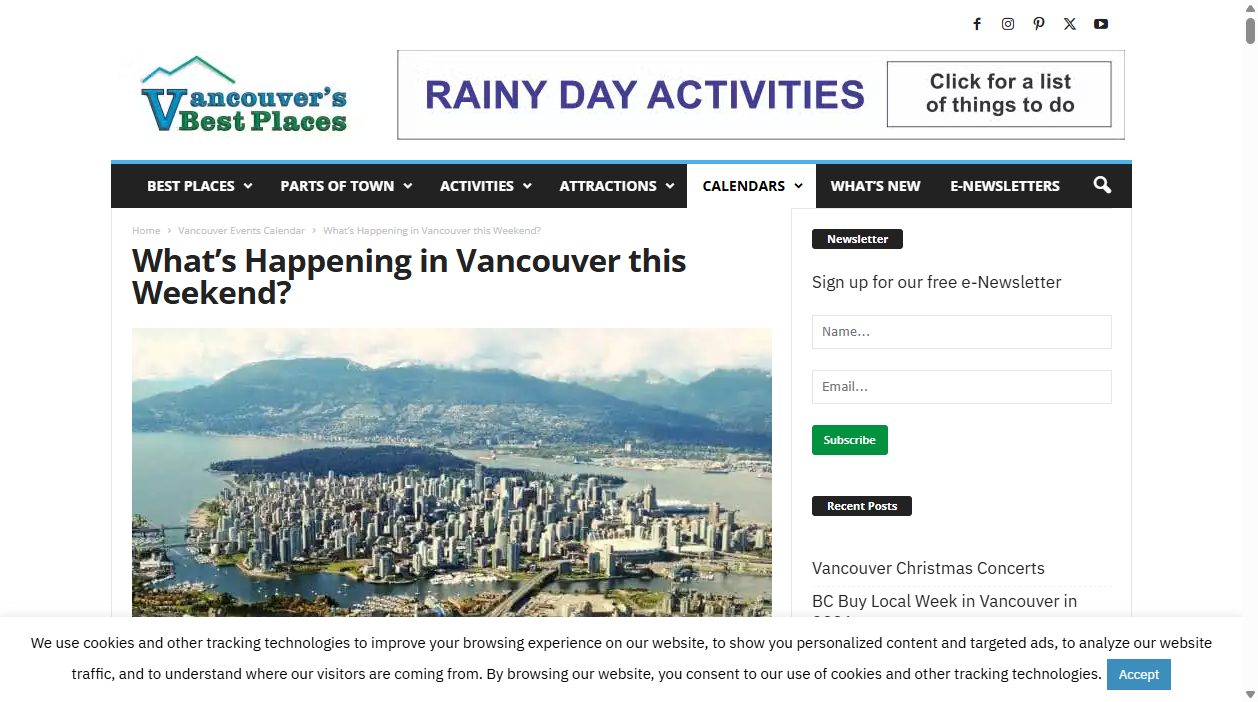 Vancouver's
Best Places
RAINY DAY ACTIVITIES
Click for a list
of things to do
BEST PLACES
PARTS OF TOWN
ACTIVITIES
ATTRACTIONS
CALENDARS
WHAT'S NEW
E-NEWSLETTERS
Home > Vancouver Events Calendar > What's Happening in Vancouver this Weekend?
What's Happening in Vancouver this
Weekend?
Newsletter
Sign up for our free e-Newsletter
Name...
Email...
Subscribe
Recent Posts
Vancouver Christmas Concerts
BC Buy Local Week in Vancouver in
We use cookies and other tracking technologies to improve your browsing experience on our website, to show you personalized content and targeted ads, to analyze our website
traffic, and to understand where our visitors are coming from. By browsing our website, you consent to our use of cookies and other tracking technologies.
Accept